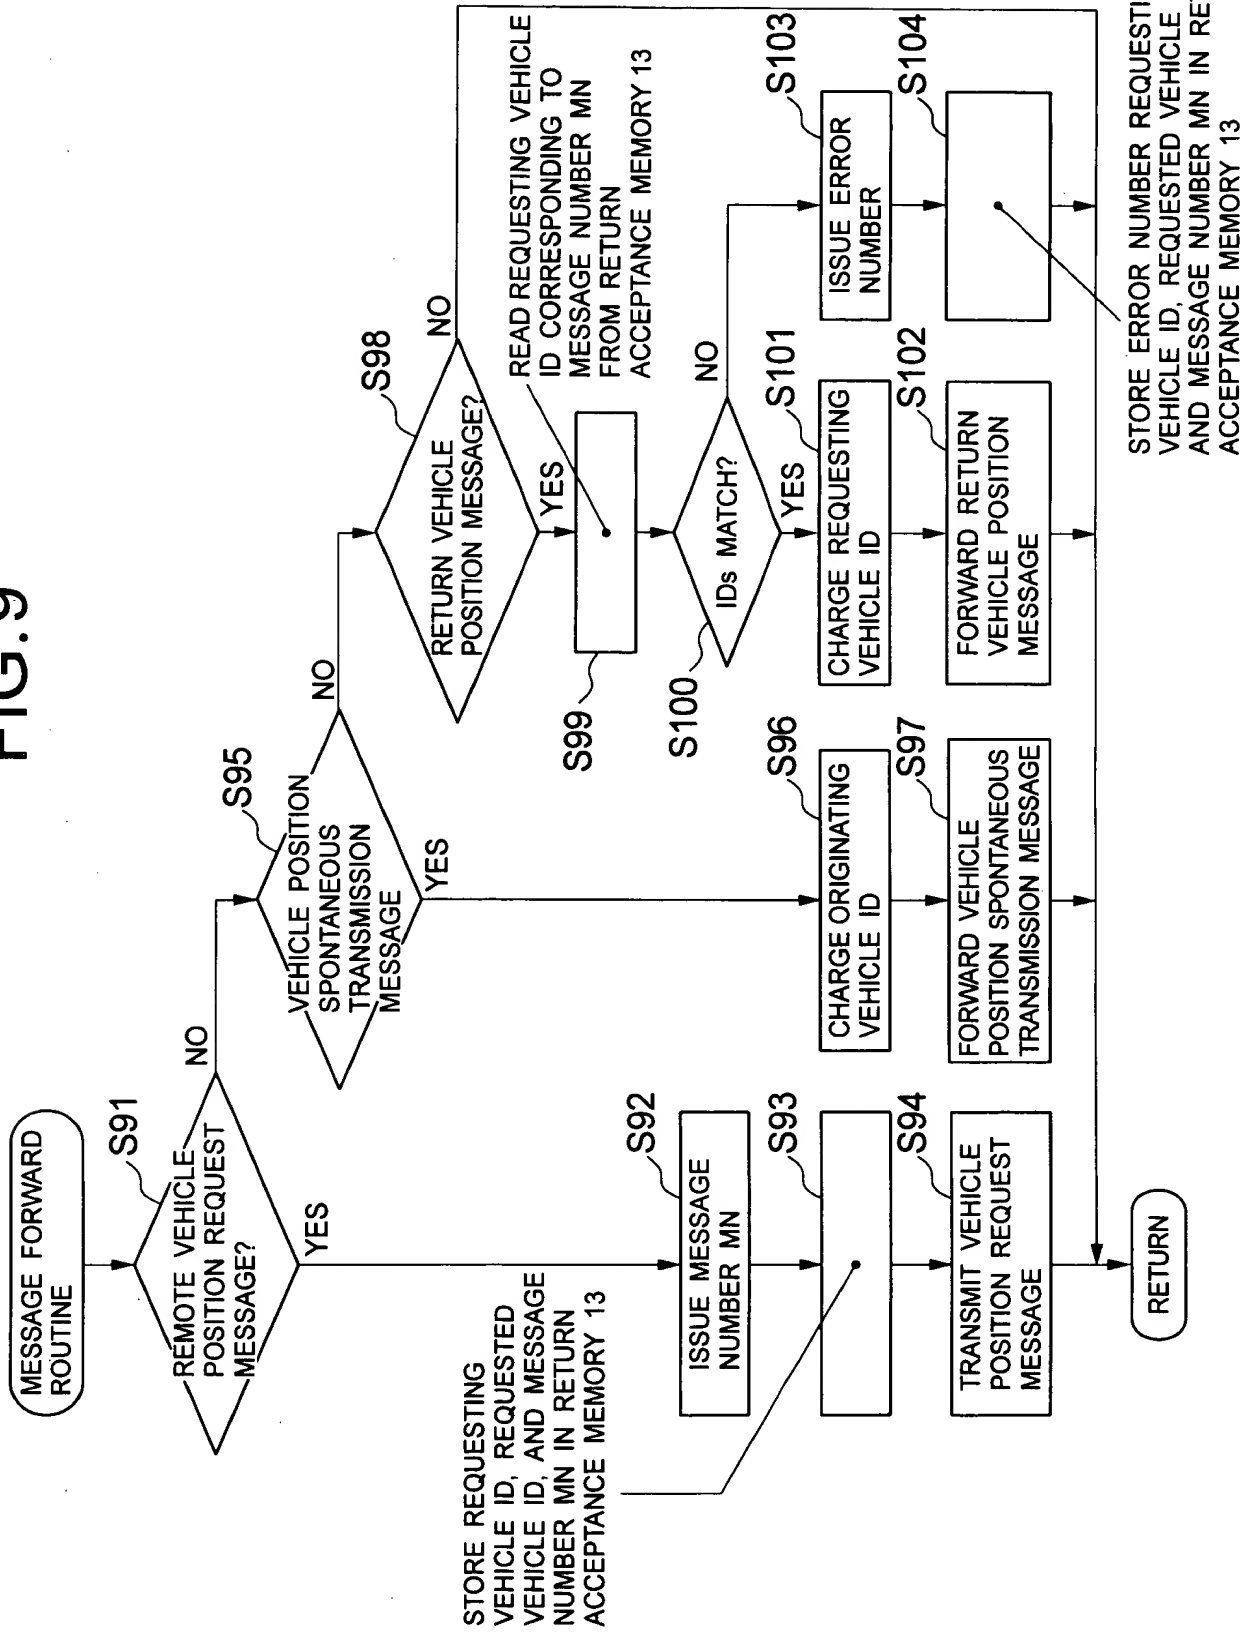 FIG.9
MESSAGE FORWARD
ROUTINE
S91
REMOTE VEHICLE
POSITION REQUEST
MESSAGE?
NO
YES
S92
ISSUE MESSAGE
NUMBER MN
S93
STORE REQUESTING
VEHICLE ID, REQUESTED
VEHICLE ID, AND MESSAGE
NUMBER MN IN RETURN
ACCEPTANCE MEMORY 13
S94
TRANSMIT VEHICLE
POSITION REQUEST
MESSAGE
S95
VEHICLE POSITION
SPONTANEOUS
TRANSMISSION
MESSAGE
NO
YES
S96
CHARGE ORIGINATING
VEHICLE ID
S97
FORWARD VEHICLE
POSITION SPONTANEOUS
TRANSMISSION MESSAGE
S98
RETURN VEHICLE
POSITION MESSAGE?
NO
YES
S99
READ REQUESTING VEHICLE
ID CORRESPONDING TO
MESSAGE NUMBER MN
FROM RETURN
ACCEPTANCE MEMORY 13
S100
IDs MATCH?
NO
YES
S101
CHARGE REQUESTING
VEHICLE ID
S102
FORWARD RETURN
VEHICLE POSITION
MESSAGE
S103
ISSUE ERROR
NUMBER
S104
STORE ERROR NUMBER
VEHICLE ID, REQUESTED VEHICLE
AND MESSAGE NUMBER MN IN
ACCEPTANCE MEMORY 13
RETURN